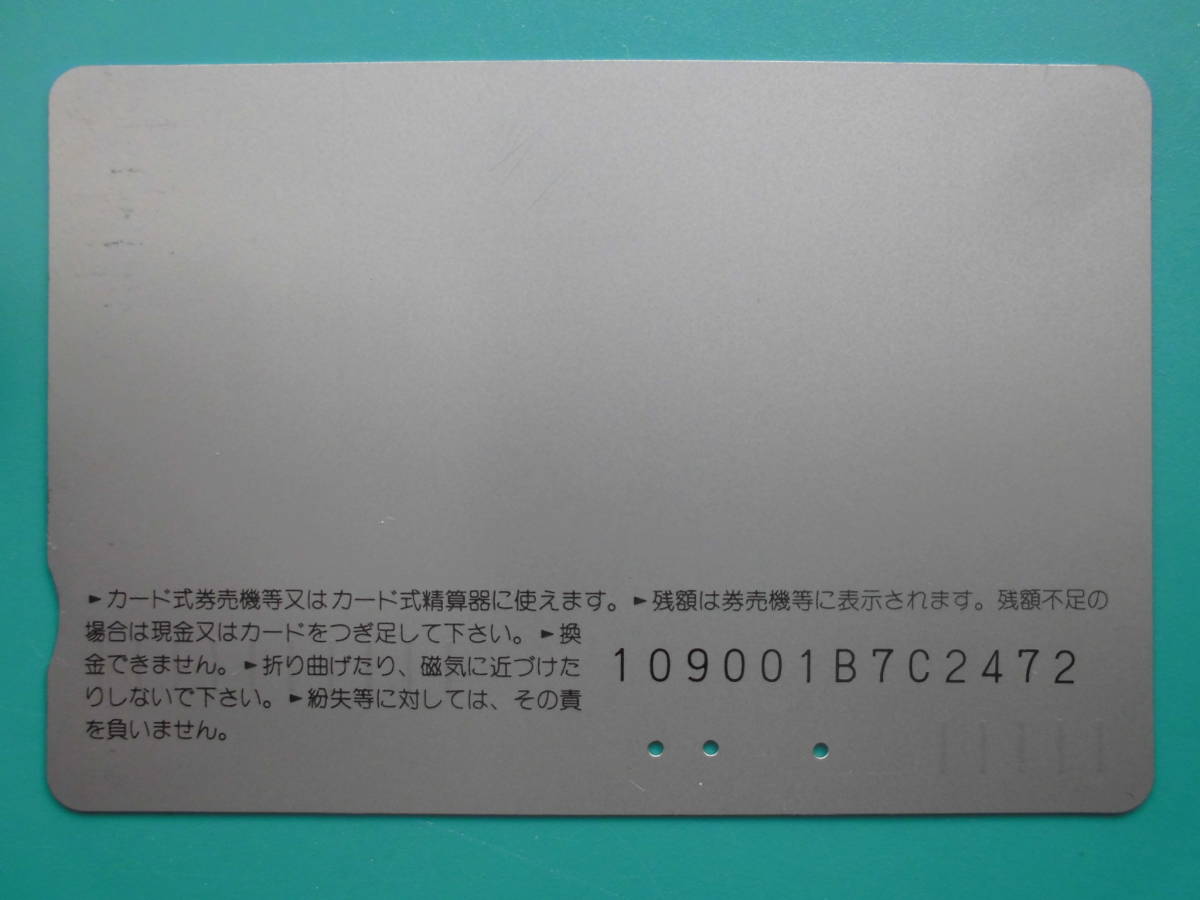 ►カード式券売機等又はカード式精算器に使えます。►残額は券売機等に表示されます。残額不足の
場合は現金又はカードをつぎ足して下さい。►換
金できません。►折り曲げたり、磁気に近づけた
りしないで下さい。►紛失等に対しては、その責
を負いません。
109001B7C2472